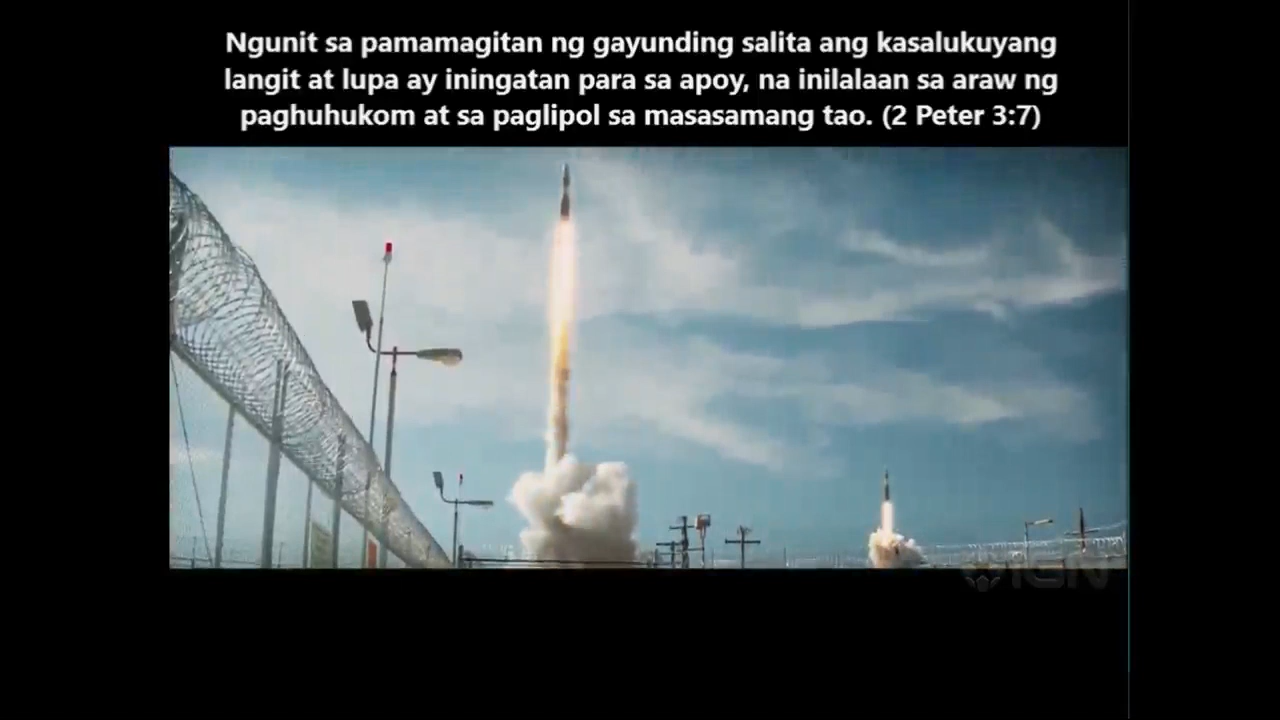 Ngunit sa pamamagitan ng gayunding salita ang kasalukuyang
langit at lupa ay iningatan para sa apoy, na inilalaan sa araw ng
paghuhukom at sa paglipol sa masasamang tao. (2 Peter 3:7)
IGN